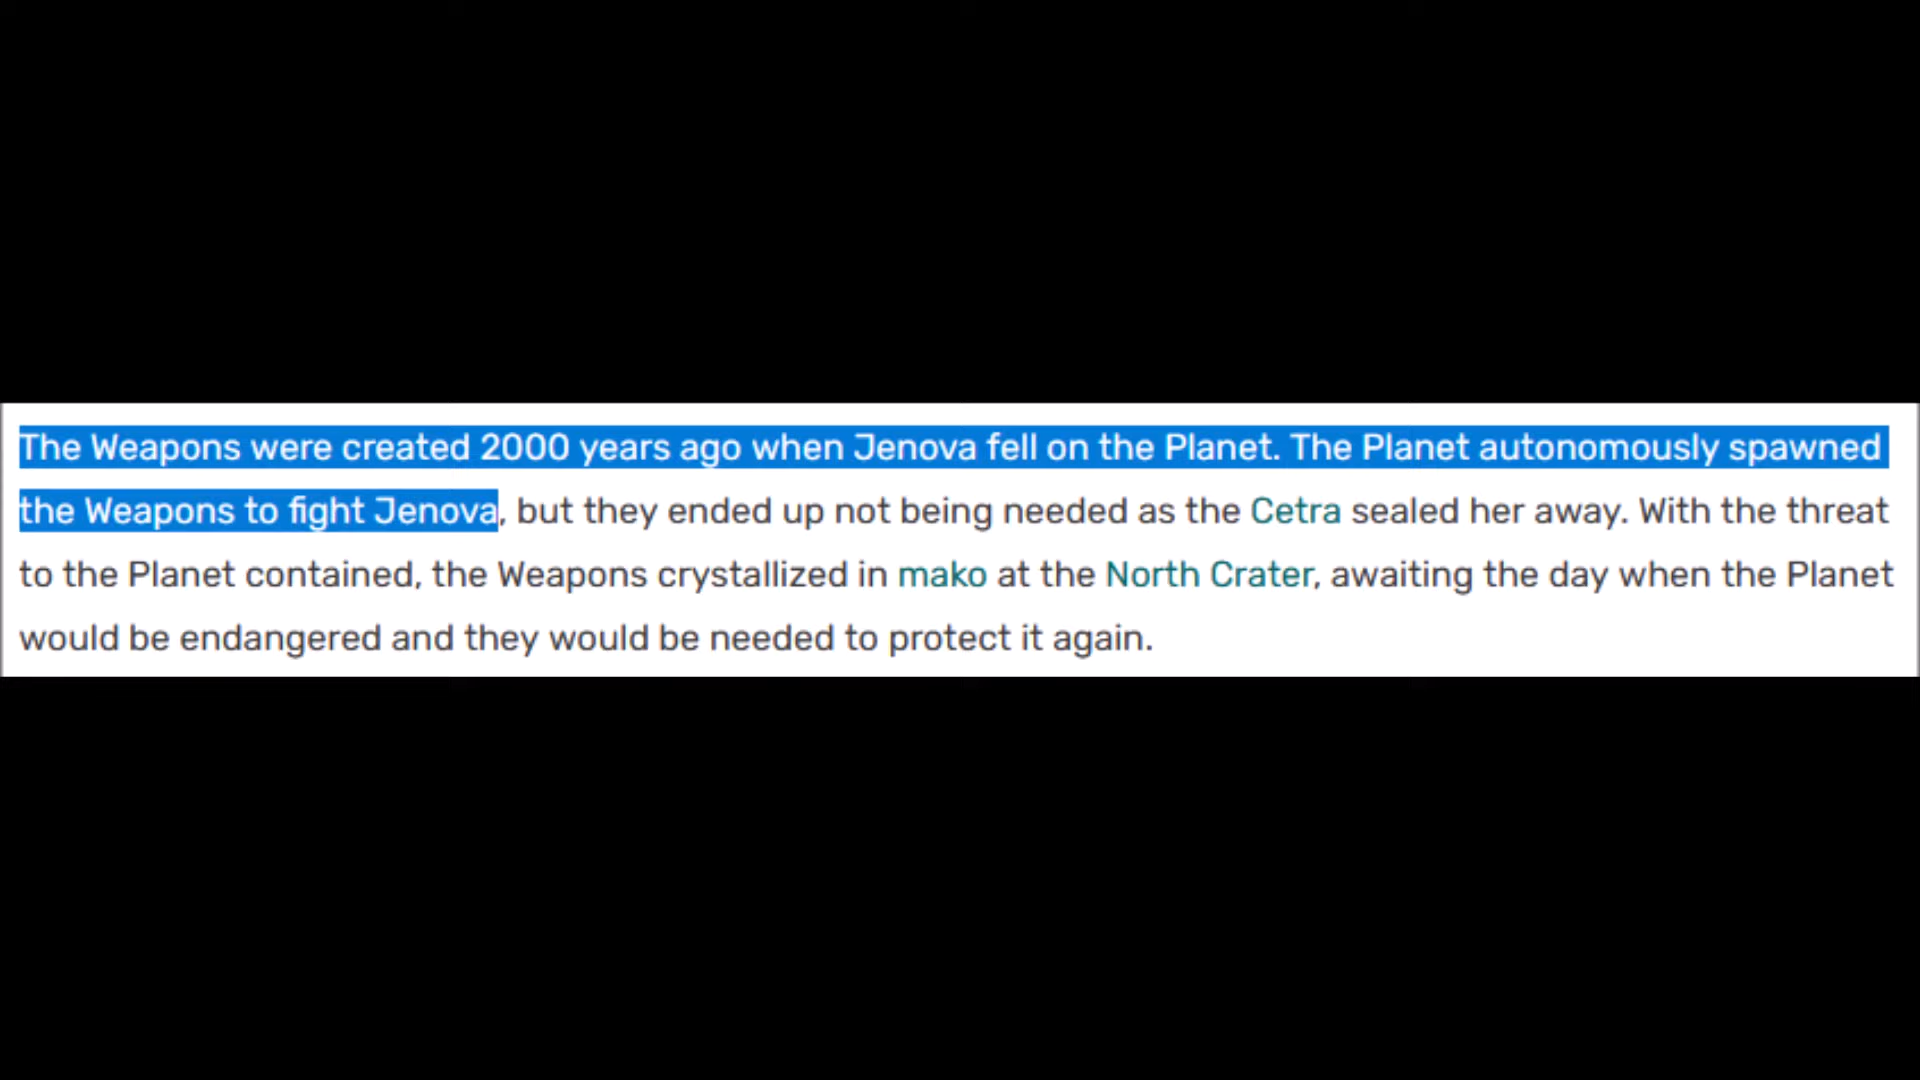 The Weapons were created 2000 years ago when Jenova fell on the Planet. The Planet autonomously spawned
the Weapons to fight Jenova, but they ended up not being needed as the Cetra sealed her away. With the threat
to the Planet contained, the Weapons crystallized in mako at the North Crater, awaiting the day when the Planet
would be endangered and they would be needed to protect it again.